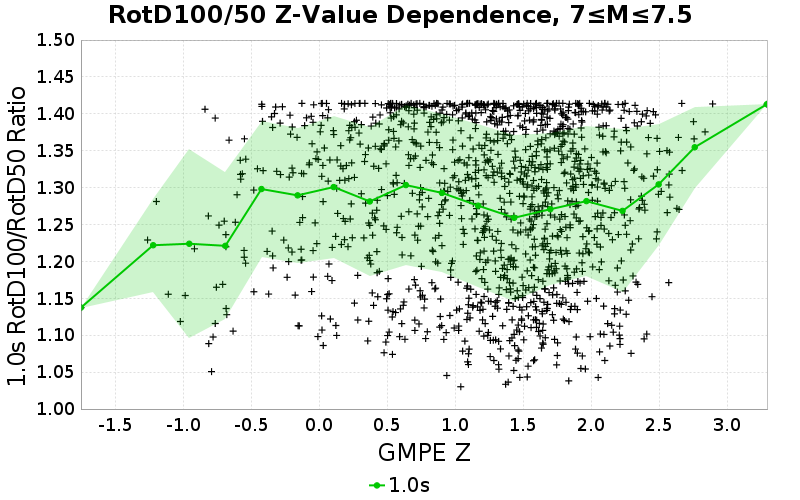 RotD100/50 Z-Value Dependence, 7≤M≤7.5
1.0s RotD100/RotD50 Ratio
1.50
1.45
1.40
1.35
1.30
1.25
1.20
1.15
1.10
1.05
1.00
-1.5 -1.0 -0.5 0.0 0.5 1.0 1.5 2.0 2.5 3.0
GMPE Z
1.0s